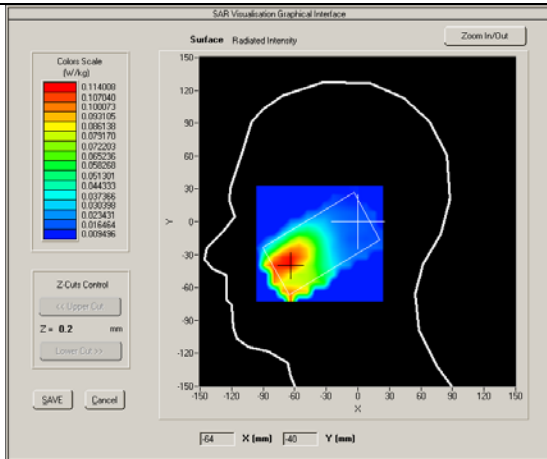 SAR Visualisation Graphical Interface
Surface Radiated Intensity
Zoom In/Out
Colors Scale
(W/kg)
0.114008
0.107040
0.100073
0.093105
0.086138
0.079170
0.072203
0.065236
0.058268
0.051301
0.044333
0.037366
0.030398
0.023431
0.016464
0.009496
Z-Cuts Control
<< Upper Cut
Z = 0.2 mm
Lower Cut >>
SAVE Cancel
150
120
90
60
30
0
-30
-60
-90
-120
-150
Y
-150 -120 -90 -60 -30 0 30 60 90 120 150
X
-64 X (mm) -40 Y (mm)